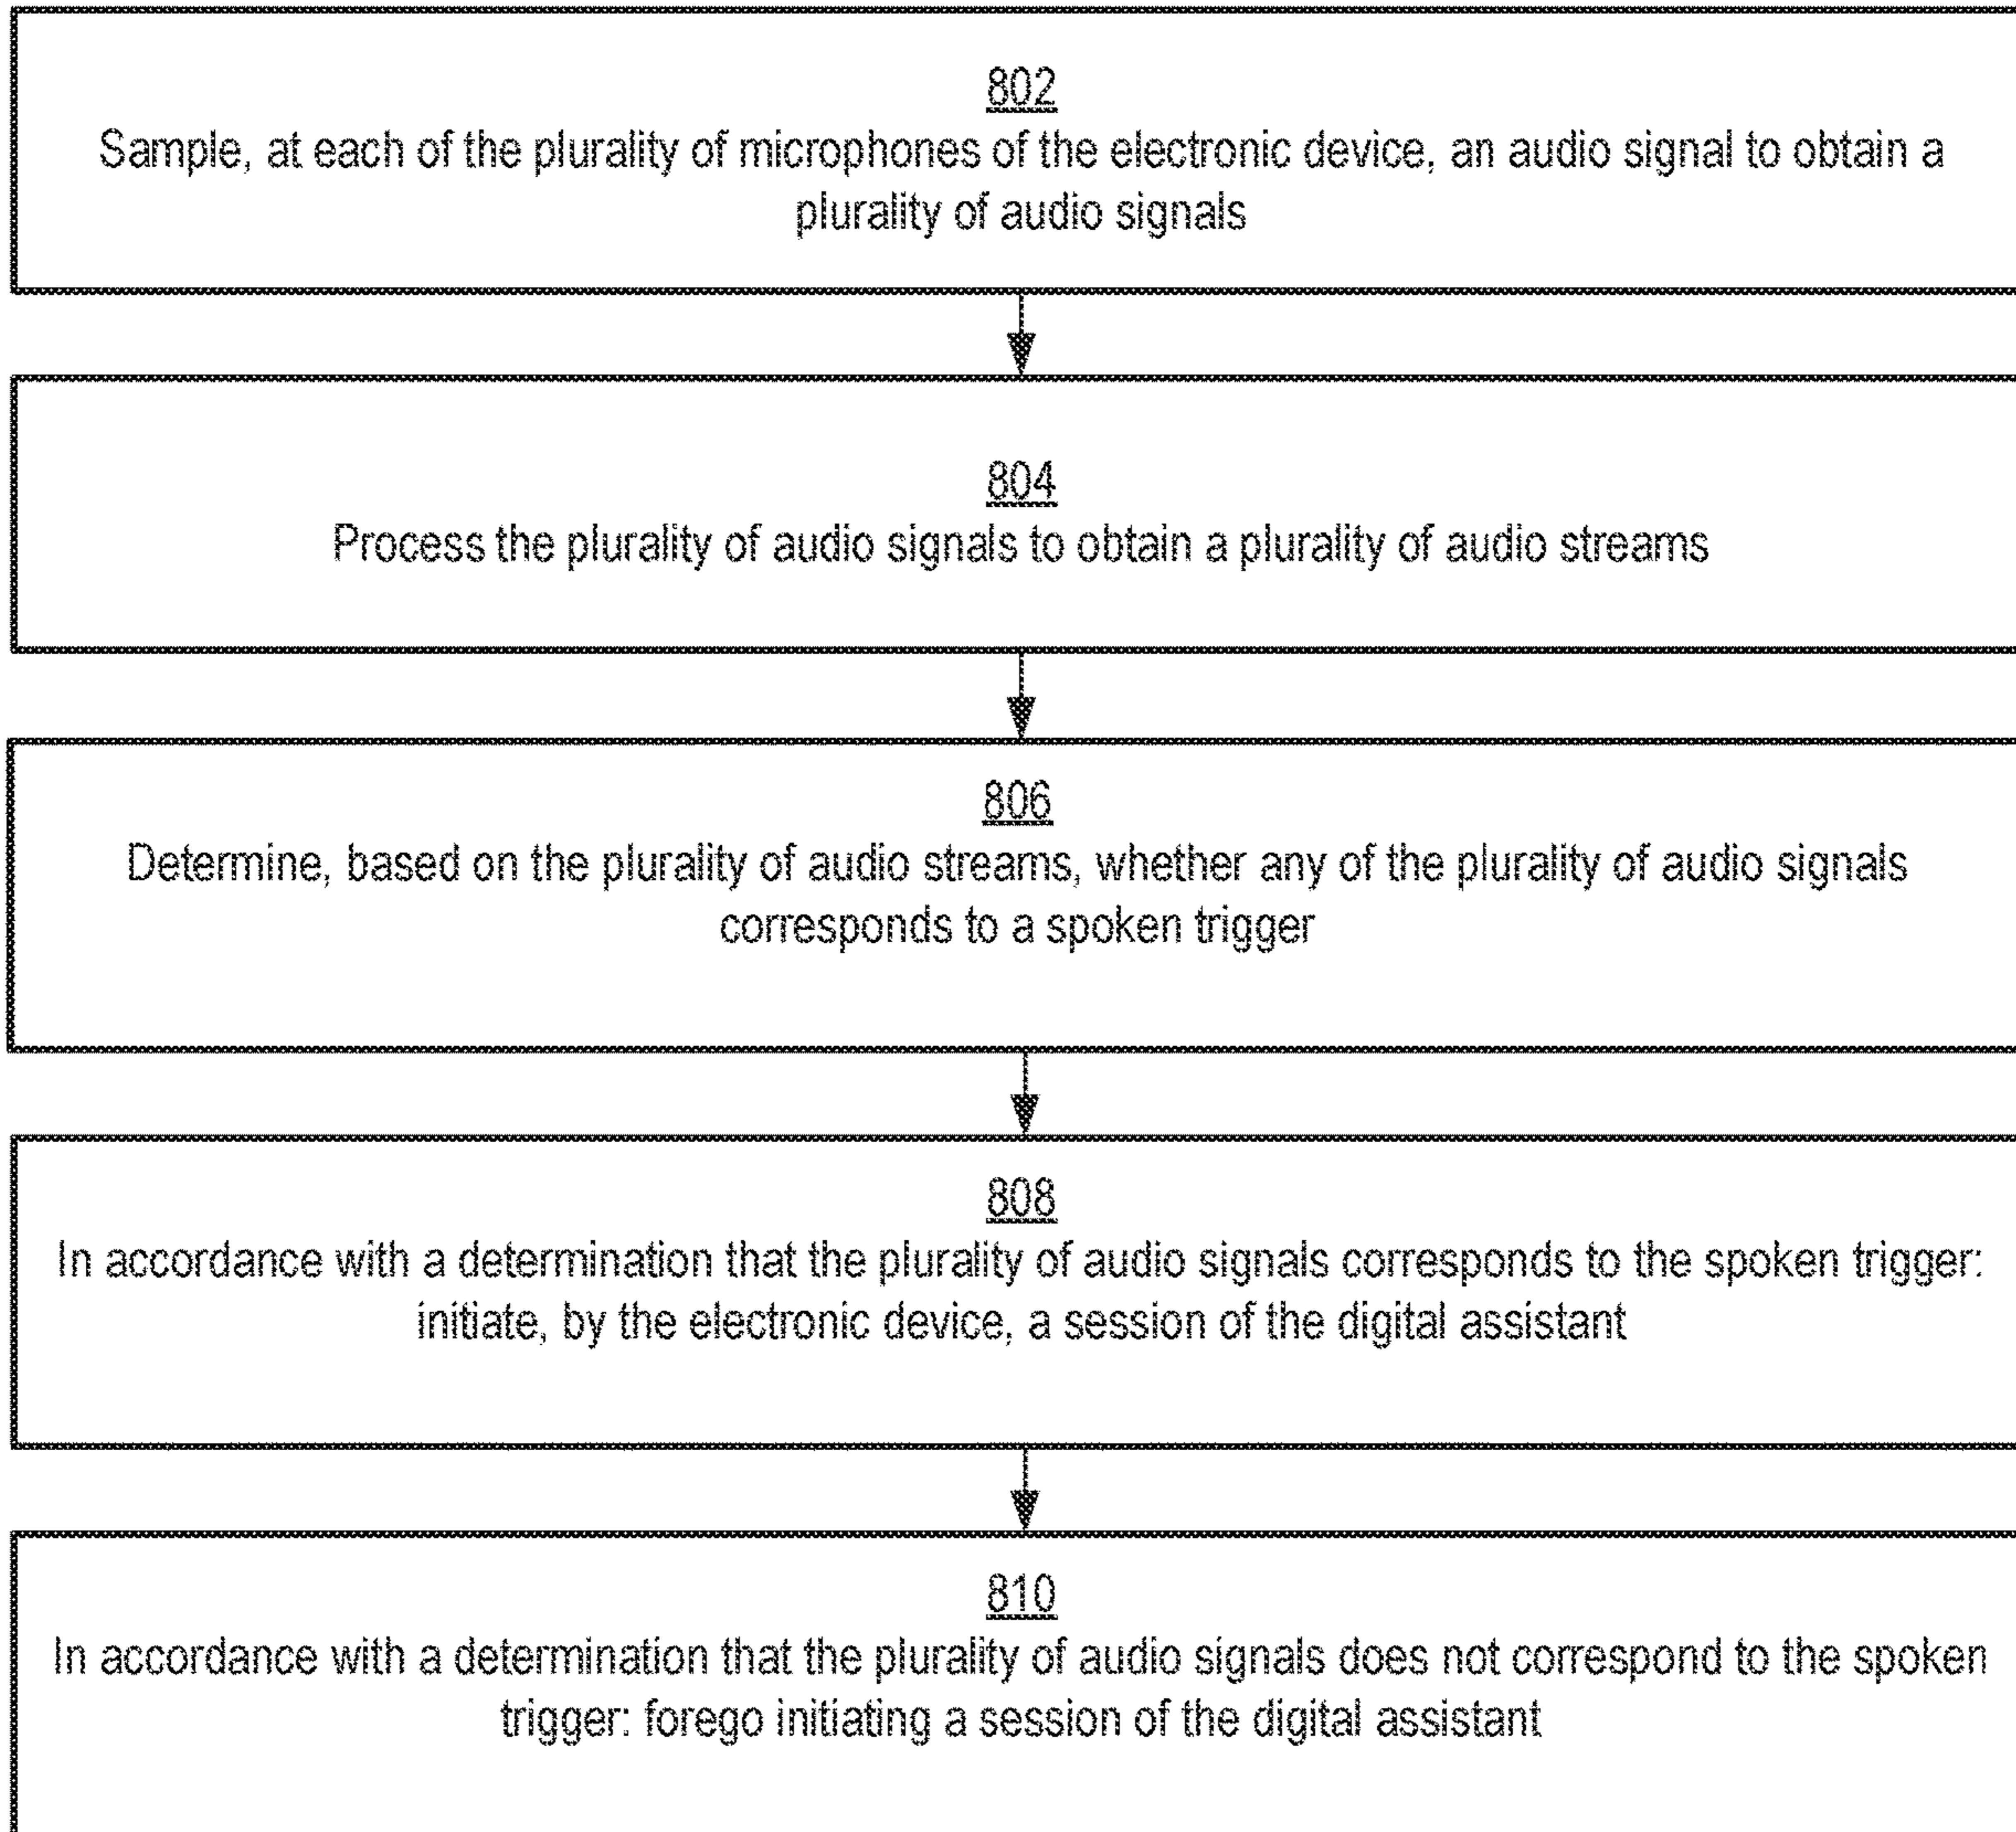 802
Sample, at each of the plurality of microphones of the electronic device, an audio signal to obtain a
plurality of audio signals
804
Process the plurality of audio signals to obtain a plurality of audio streams
806
Determine, based on the plurality of audio streams, whether any of the plurality of audio signals
corresponds to a spoken trigger
808
In accordance with a determination that the plurality of audio signals corresponds to the spoken trigger:
initiate, by the electronic device, a session of the digital assistant
810
In accordance with a determination that the plurality of audio signals does not correspond to the spoken
trigger: forego initiating a session of the digital assistant